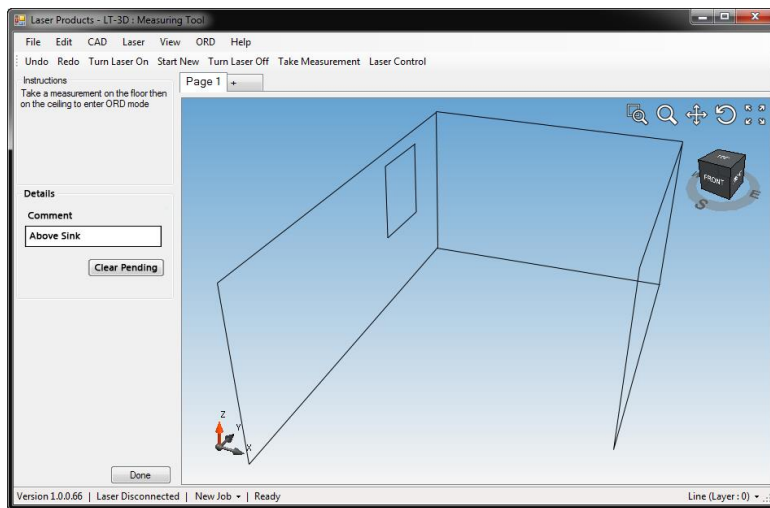 Laser Products - LT-3D : Measuring Tool
File Edit CAD Laser View ORD Help
Undo Redo Turn Laser On Start New Turn Laser Off Take Measurement Laser Control
Instructions
Take a measurement on the floor then
on the ceiling to enter ORD mode
Page 1 +
FRONT
S
E
Details
Comment
Above Sink
Clear Pending
Z
Y
X
Done
Version 1.0.0.66 | Laser Disconnected | New Job | Ready Line (Layer : 0)